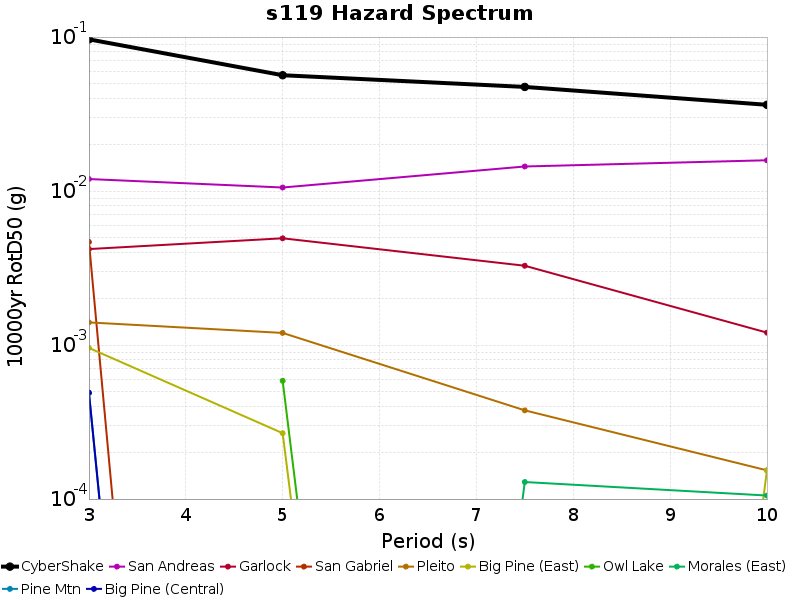 s119 Hazard Spectrum
10⁻¹
10⁻²
10⁻³
10⁻⁴
10000yr RotD50 (g)
3 4 5 6 7 8 9 10
Period (s)
CyberShake San Andreas Garlock San Gabriel Pleito Big Pine (East) Owl Lake Morales (East)
Pine Mtn Big Pine (Central)